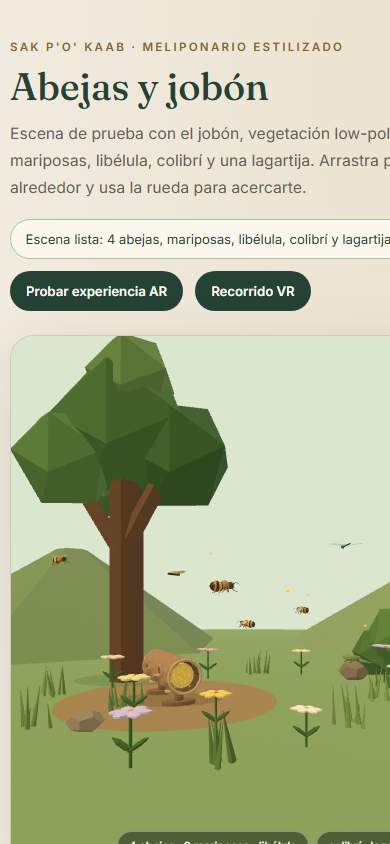 SAK P'O' KAAB · MELIPONARIO ESTILIZADO
Abejas y jobón
Escena de prueba con el jobón, vegetación low-pol
mariposas, libélula, colibrí y una lagartija. Arrastra p
alrededor y usa la rueda para acercarte.
Escena lista: 4 abejas, mariposas, libélula, colibrí y lagartija
Probar experiencia AR
Recorrido VR